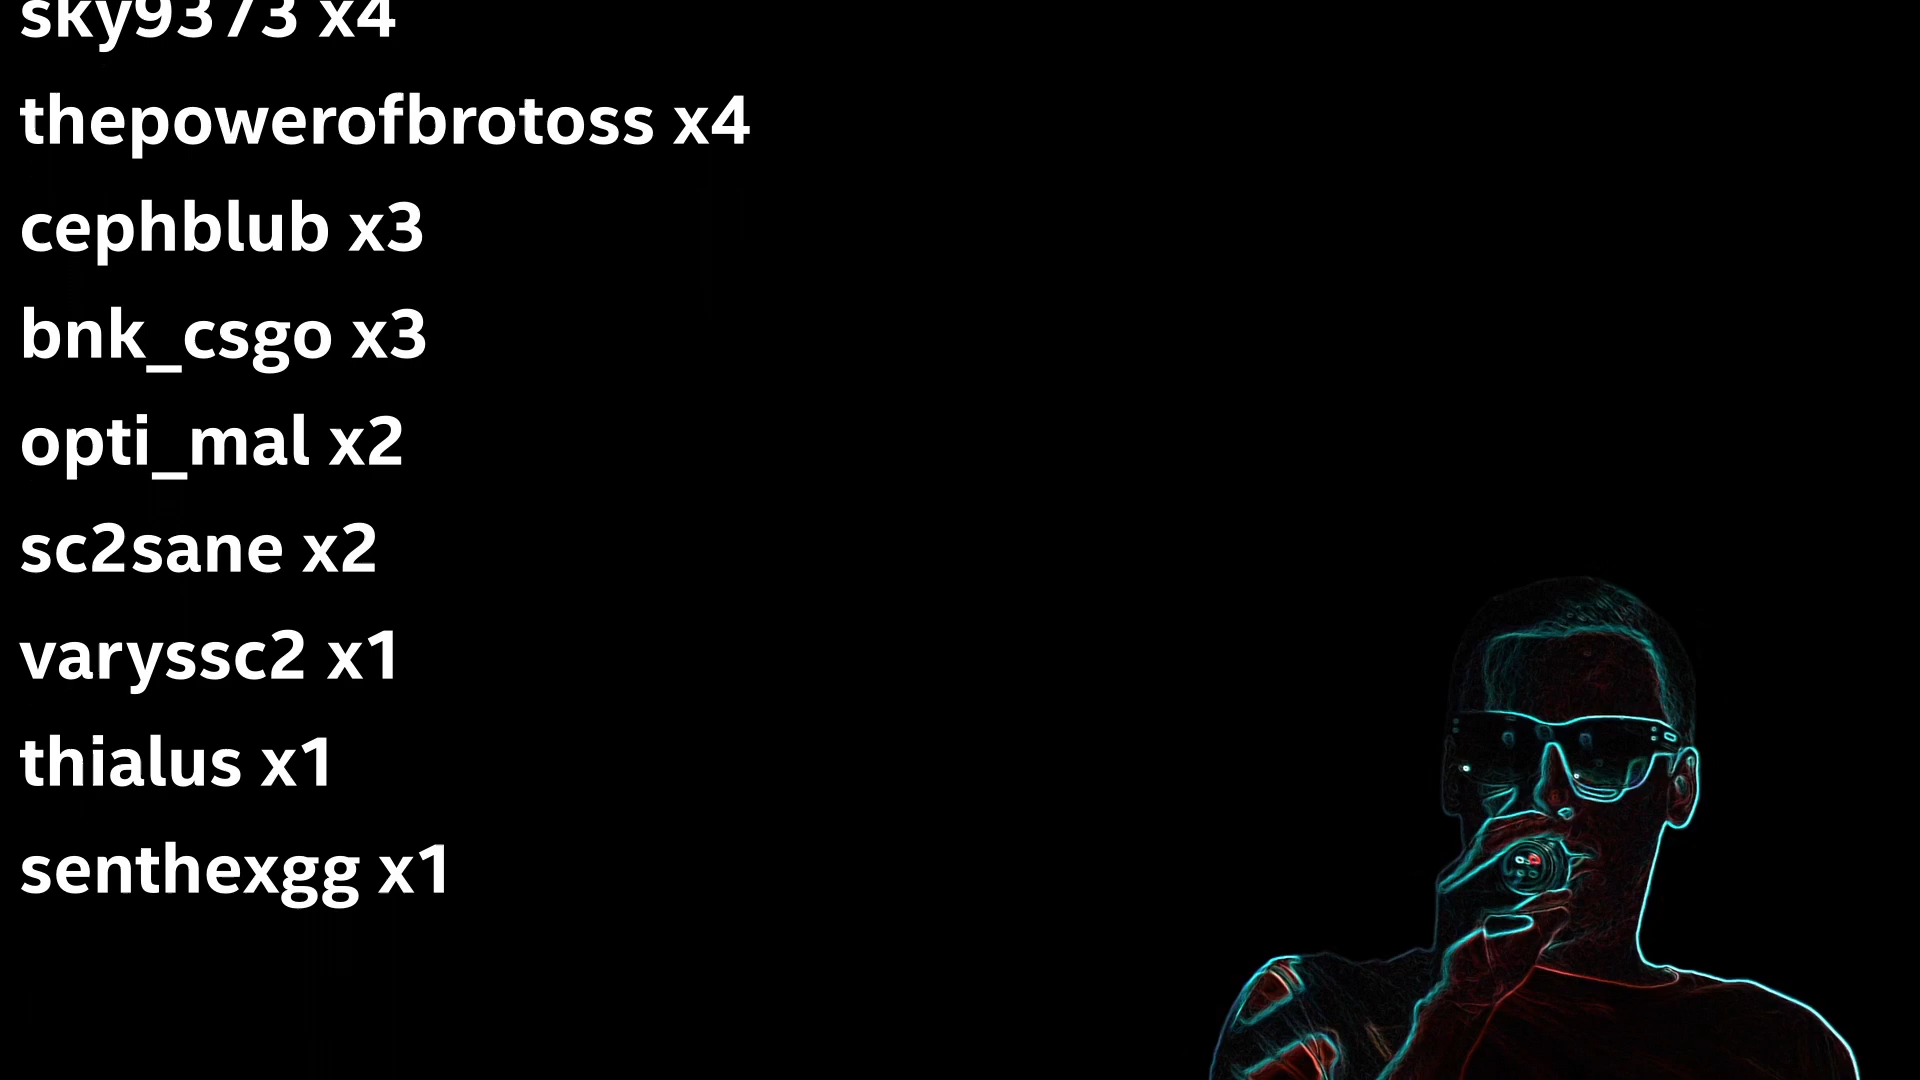 sky9373 x4
thepowerofbrotoss x4
cephblub x3
bnk_csgo x3
opti_mal x2
sc2sane x2
varyssc2 x1
thialus x1
senthexgg x1